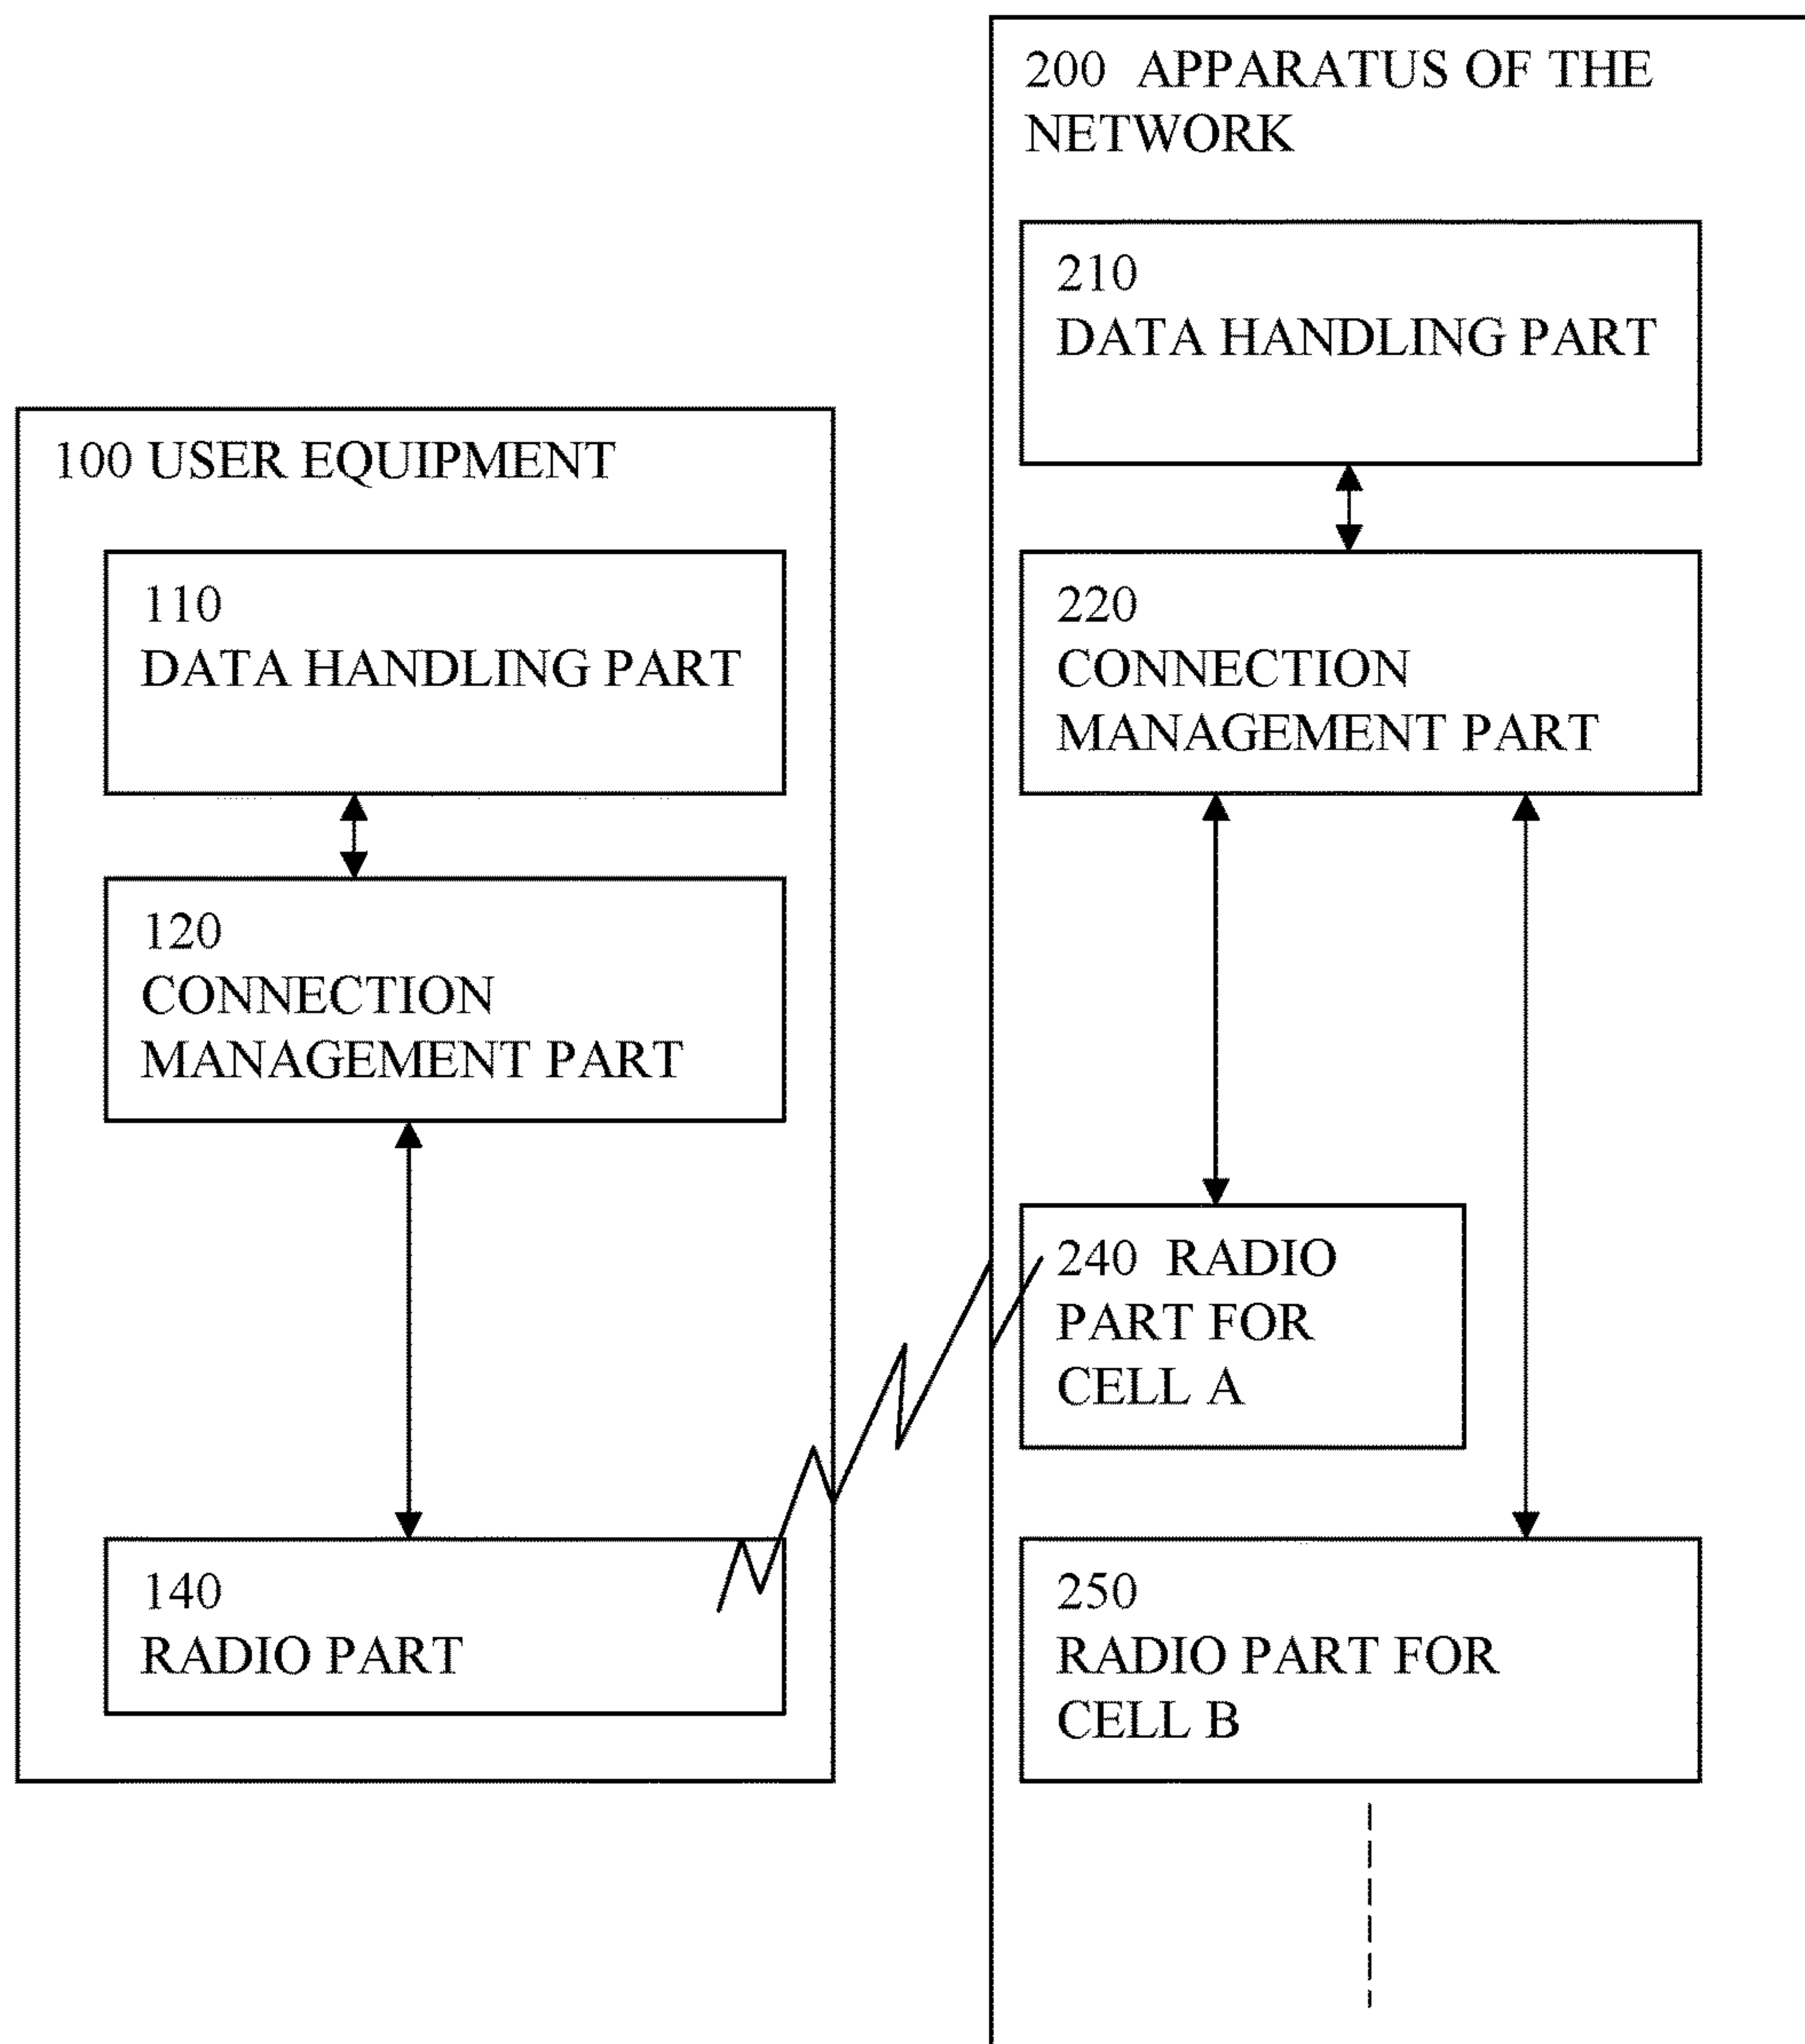 200 APPARATUS OF THE
NETWORK
210
DATA HANDLING PART
100 USER EQUIPMENT
110
DATA HANDLING PART
220
CONNECTION
MANAGEMENT PART
120
CONNECTION
MANAGEMENT PART
240 RADIO
PART FOR
CELL A
140
RADIO PART
250
RADIO PART FOR
CELL B